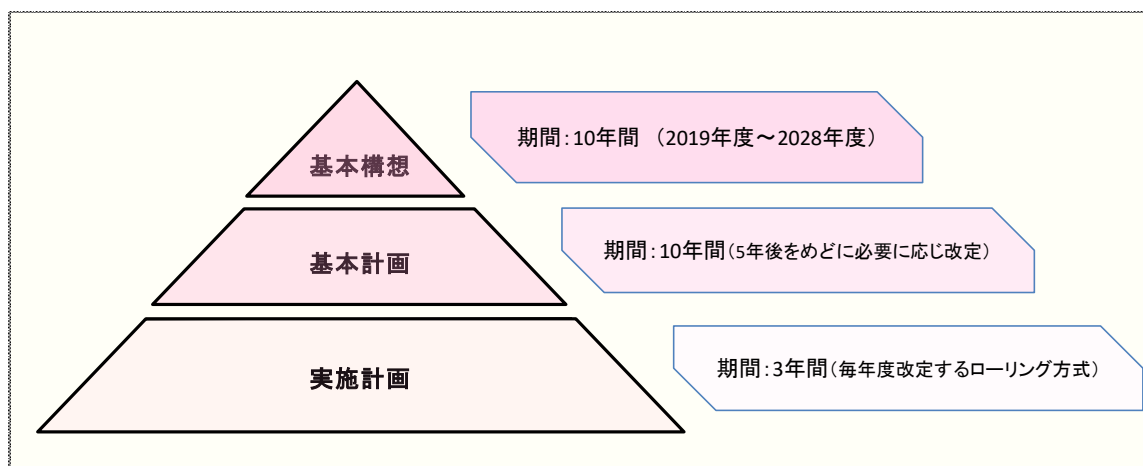 基本構想
期間：10年間　（2019年度～2028年度）
基本計画
期間：10年間（5年後をめどに必要に応じ改定）
実施計画
期間：3年間（毎年度改定するローリング方式）